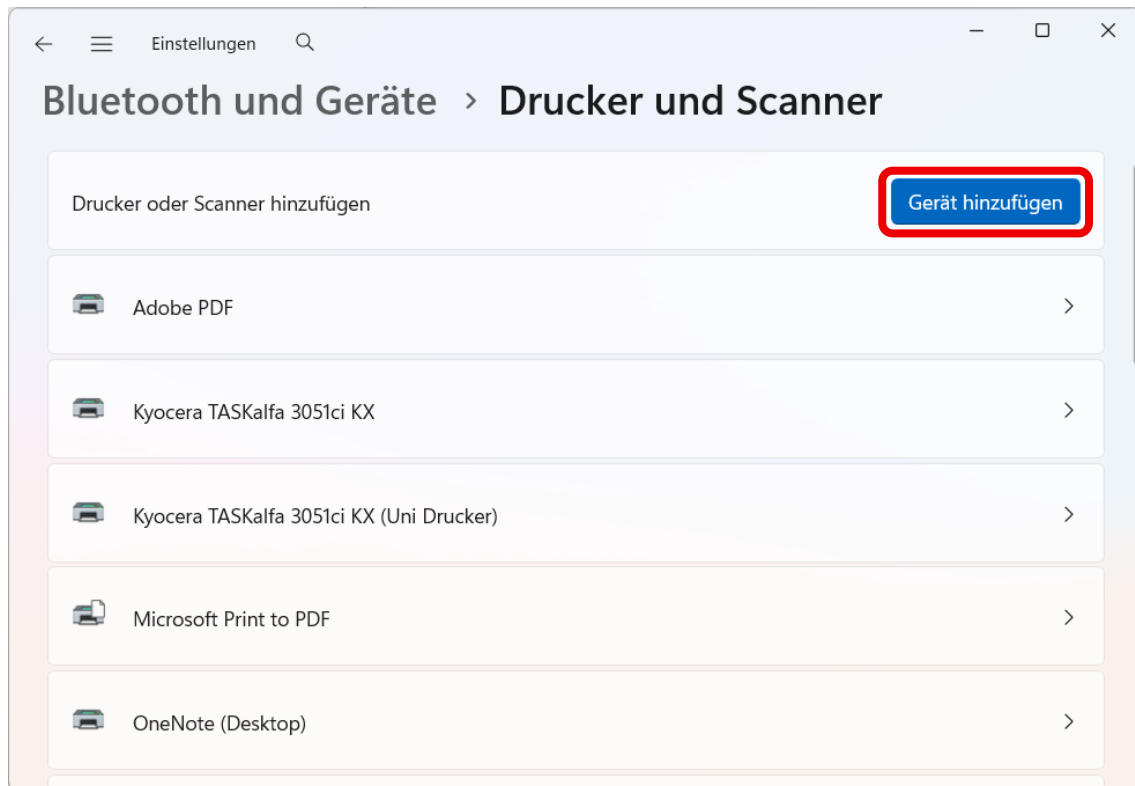 Einstellungen
Bluetooth und Geräte > Drucker und Scanner
Drucker oder Scanner hinzufügen
Gerät hinzufügen
Adobe PDF
Kyocera TASKalfa 3051ci KX
Kyocera TASKalfa 3051ci KX (Uni Drucker)
Microsoft Print to PDF
OneNote (Desktop)